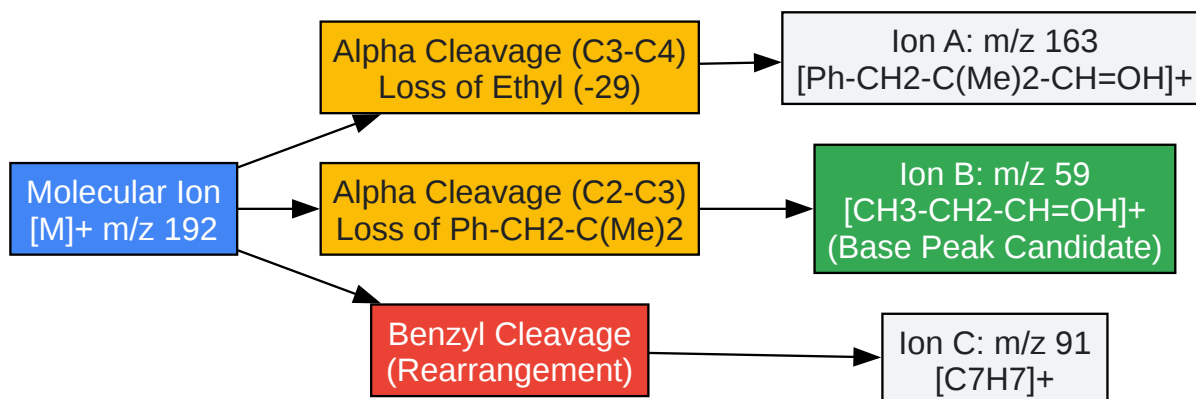 Molecular Ion
[M]+ m/z 192
Alpha Cleavage (C3-C4)
Loss of Ethyl (-29)
Ion A: m/z 163
[Ph-CH2-C(Me)2-CH=OH]+
Alpha Cleavage (C2-C3)
Loss of Ph-CH2-C(Me)2
Ion B: m/z 59
[CH3-CH2-CH=OH]+
(Base Peak Candidate)
Benzyl Cleavage
(Rearrangement)
Ion C: m/z 91
[C7H7]+